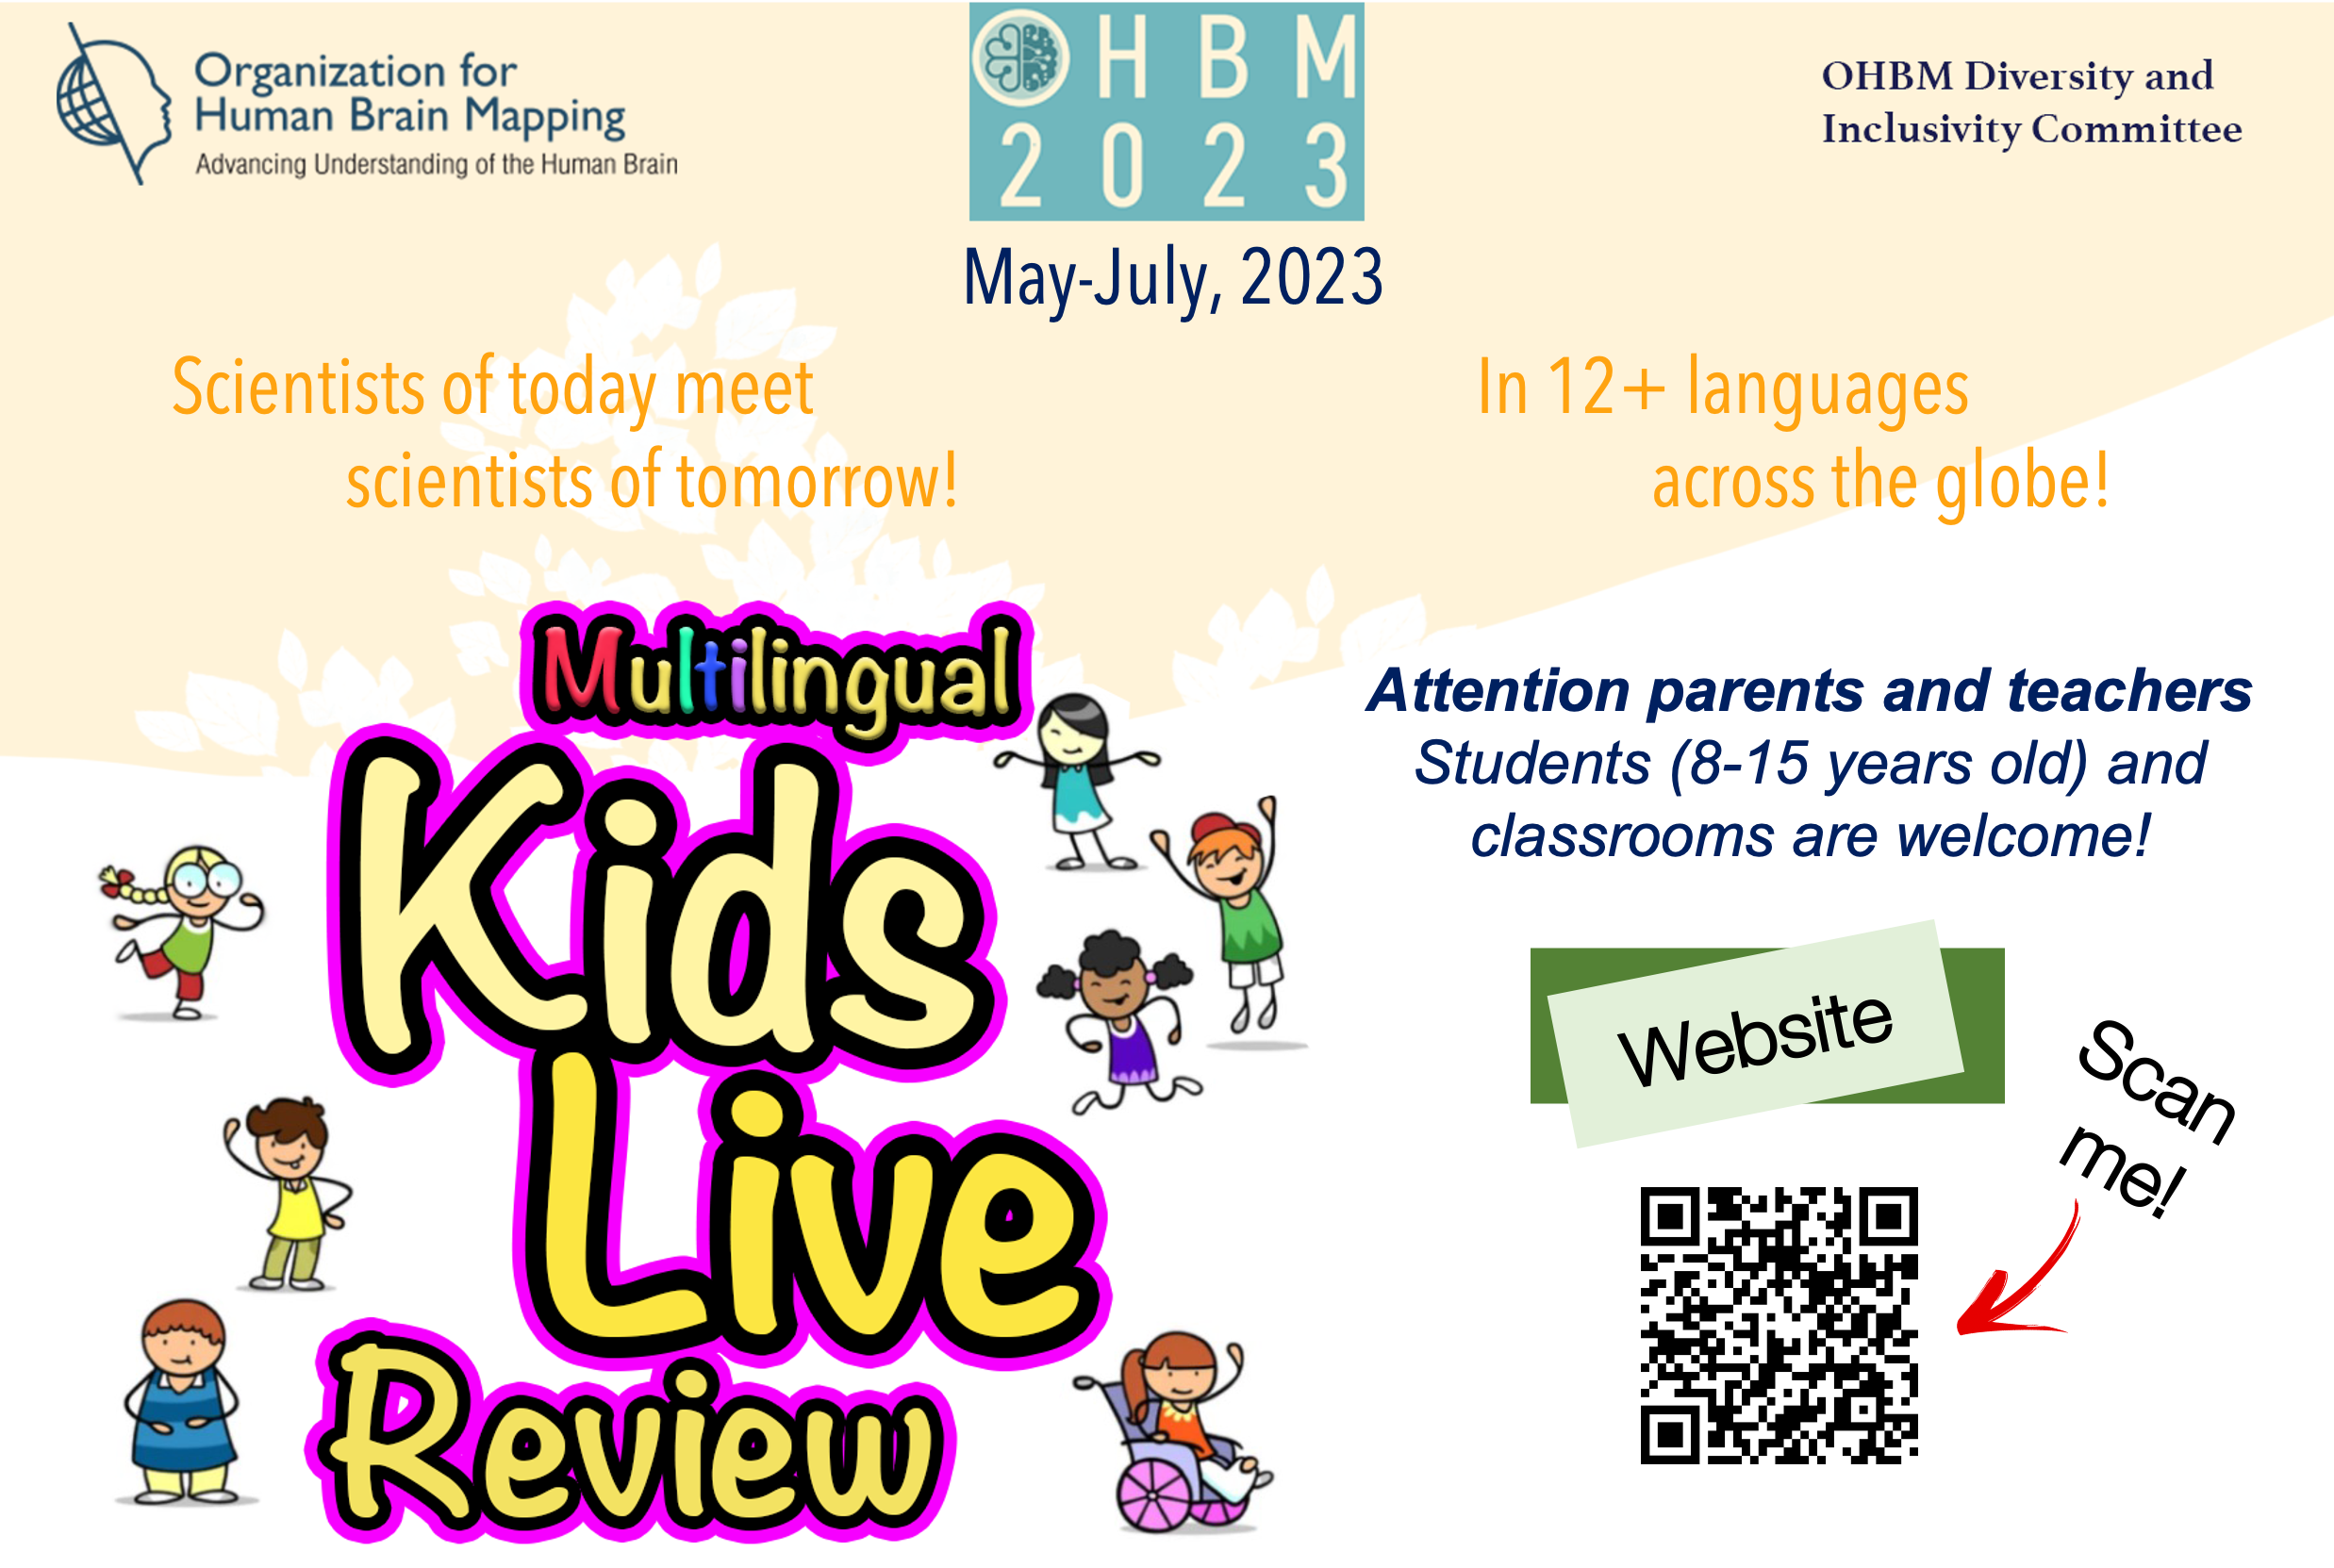 Organization for
Human Brain Mapping
Advancing Understanding of the Human Brain
OHBM
2023
OHBM Diversity and
Inclusivity Committee
May-July, 2023
Scientists of today meet
scientists of tomorrow!
In 12+ languages
across the globe!
Multilingual
Kids
Live
Review
Attention parents and teachers
Students (8-15 years old) and
classrooms are welcome!
Website
Scan
me!